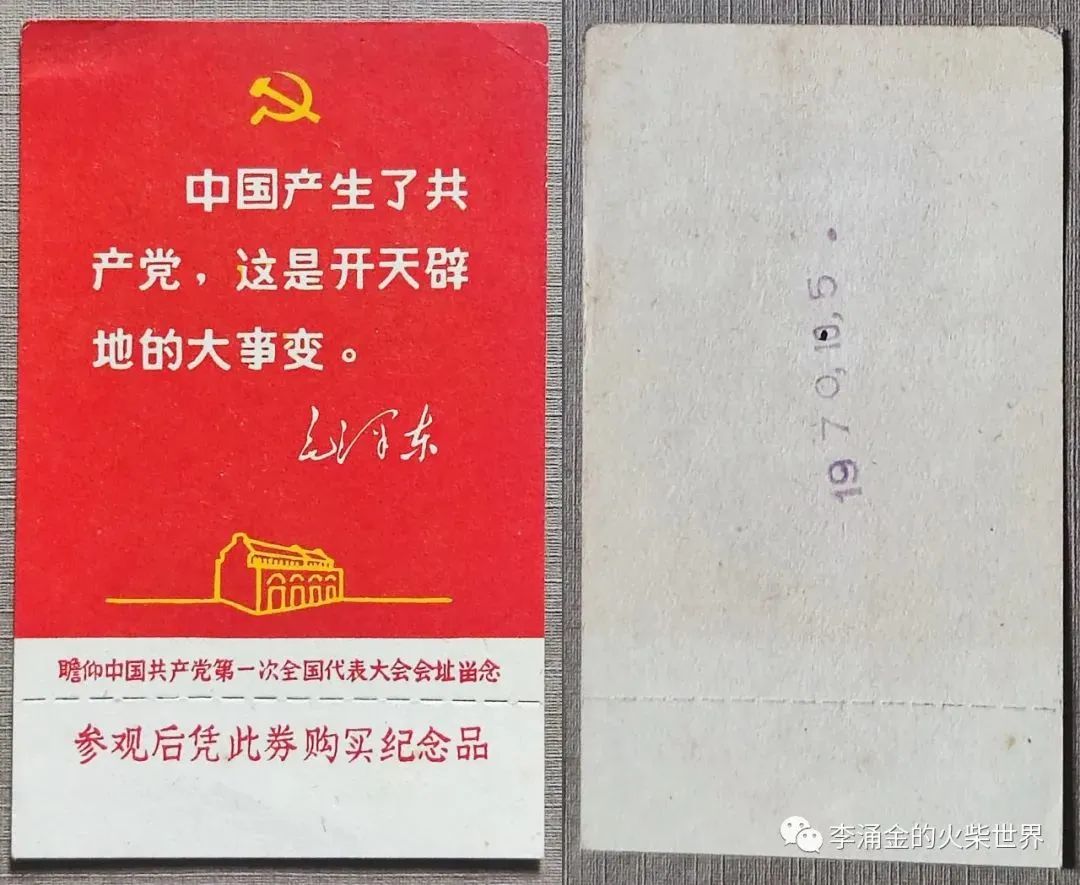 中国产生了共
产党，这是开天辟
地的大事变。
毛泽东
瞻仰中国共产党第一次全国代表大会会址留念
参观后凭此券购买纪念品
1970,10,5.
李涌金的火柴世界